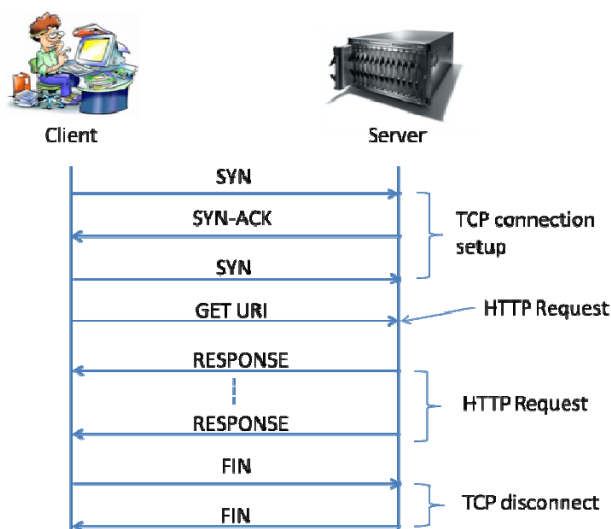 Client
Server
SYN
SYN-ACK
TCP connection
setup
SYN
GET URI
HTTP Request
RESPONSE
HTTP Request
RESPONSE
FIN
TCP disconnect
FIN